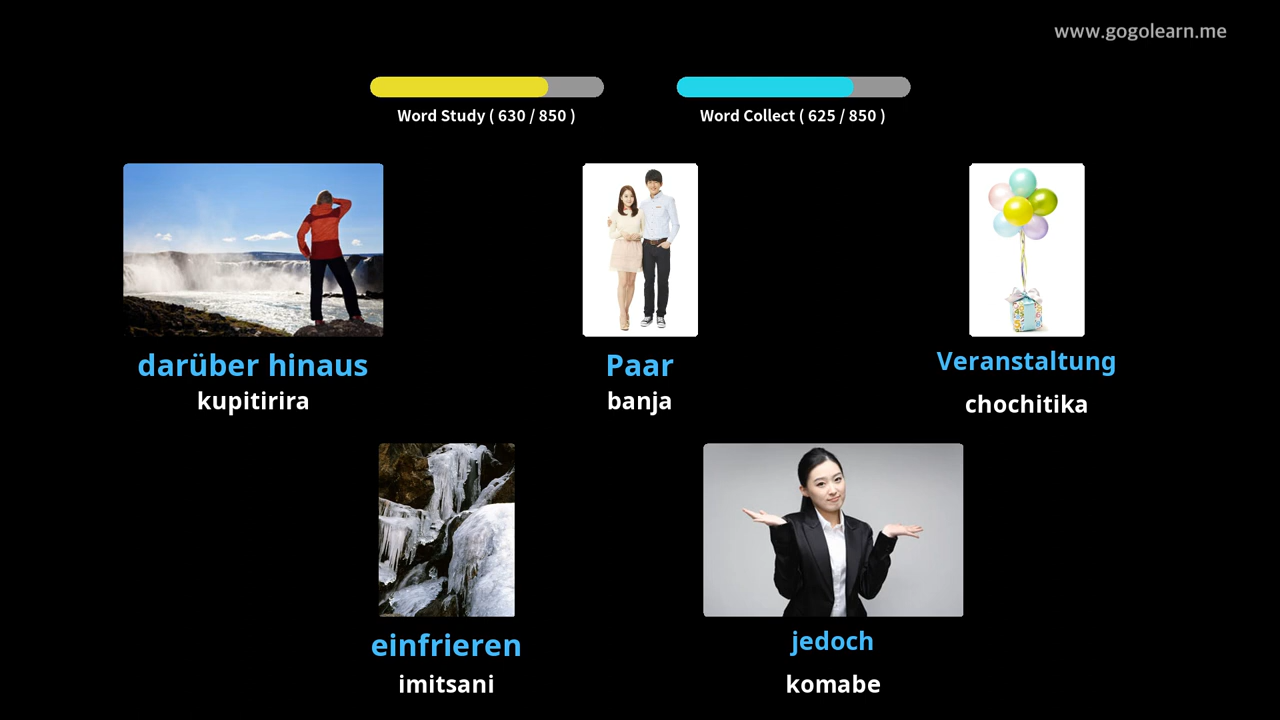 www.gogolearn.me
Word Study ( 630 / 850 )
Word Collect ( 625 / 850 )
darüber hinaus
kupitirira
Paar
banja
Veranstaltung
chochitika
einfrieren
imitsani
jedoch
komabe